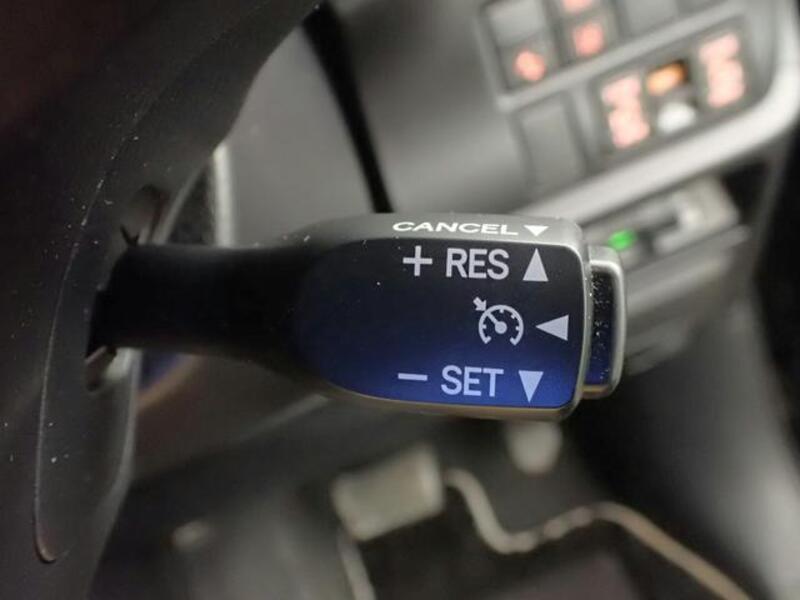 CANCEL ▼
+ RES ▲
◀
− SET ▼